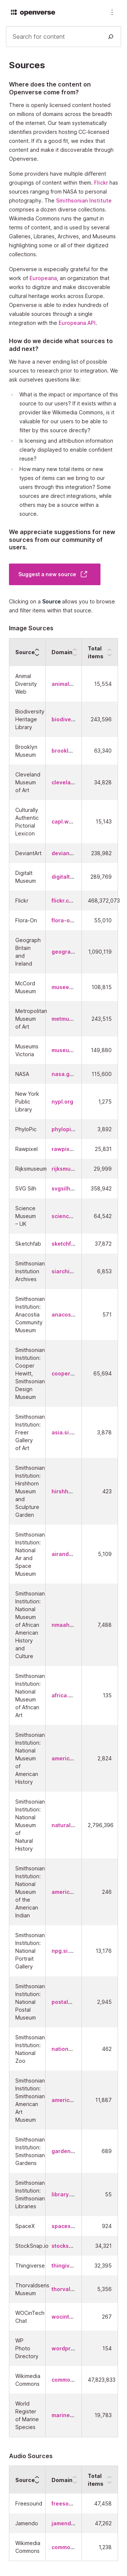 openverse
Search for content
Sources
Where does the content on
Openverse come from?
There is openly licensed content hosted
on millions of domains across the breadth
of the internet. Our team systematically
identifies providers hosting CC-licensed
content. If it's a good fit, we index that
content and make it discoverable through
Openverse.
Some providers have multiple different
groupings of content within them. Flickr has
sources ranging from NASA to personal
photography. The Smithsonian Institute
comprises a dozen diverse collections.
Wikimedia Commons runs the gamut in
terms of content, and is used by several
Galleries, Libraries, Archives, and Museums
highlighting some or all of their digitized
collections.
Openverse is especially grateful for the
work of Europeana, an organization that
works to digitize and make discoverable
cultural heritage works across Europe.
Openverse is able to index hundreds of
valuable sources through a single
integration with the Europeana API.
How do we decide what sources to
add next?
We have a never ending list of possible
sources to research prior to integration. We
ask ourselves questions like:
What is the impact or importance of this
source to our users? If it exists within a
provider like Wikimedia Commons, is it
valuable for our users to be able to
filter by this source directly?
Is licensing and attribution information
clearly displayed to enable confident
reuse?
How many new total items or new
types of items can we bring to our users
through this integration? Some sources
are direct integrations, while others
may be a source within a source.
We appreciate suggestions for new
sources from our community of
users.
Suggest a new source
Clicking on a Source allows you to browse
and filter items within that source.
Image Sources
Source Domain Total items
Animal Diversity Web animal... 15,554
Biodiversity Heritage Library biodive... 243,596
Brooklyn Museum brookl... 63,340
Cleveland Museum of Art clevela... 34,828
Culturally Authentic Pictorial Lexicon capl.w... 15,143
DeviantArt devian... 238,982
Digitalt Museum digitalt... 289,769
Flickr flickr.c... 468,372,073
Flora-On flora-o... 55,010
Geograph Britain and Ireland geogra... 1,090,119
McCord Museum musee... 108,815
Metropolitan Museum of Art metmu... 243,515
Museums Victoria museu... 149,880
NASA nasa.g... 115,600
New York Public Library nypl.org 1,275
PhyloPic phylopi... 3,892
Rawpixel rawpix... 25,831
Rijksmuseum rijksmu... 29,999
SVG Silh svgsilh... 358,942
Science Museum – UK scienc... 64,542
Sketchfab sketchf... 37,872
Smithsonian Institution Archives siarchi... 6,853
Smithsonian Institution: Anacostia Community Museum anacos... 571
Smithsonian Institution: Cooper Hewitt, Smithsonian Design Museum cooper... 65,694
Smithsonian Institution: Freer Gallery of Art asia.si.... 3,878
Smithsonian Institution: Hirshhorn Museum and Sculpture Garden hirshh... 423
Smithsonian Institution: National Air and Space Museum airand... 5,109
Smithsonian Institution: National Museum of African American History and Culture nmaah... 7,488
Smithsonian Institution: National Museum of African Art africa.... 135
Smithsonian Institution: National Museum of American History americ... 2,824
Smithsonian Institution: National Museum of Natural History natural... 2,796,396
Smithsonian Institution: National Museum of the American Indian americ... 246
Smithsonian Institution: National Portrait Gallery npg.si.... 13,176
Smithsonian Institution: National Postal Museum postal... 2,945
Smithsonian Institution: National Zoo nation... 462
Smithsonian Institution: Smithsonian American Art Museum americ... 11,887
Smithsonian Institution: Smithsonian Gardens garden... 689
Smithsonian Institution: Smithsonian Libraries library.... 55
SpaceX spacex... 924
StockSnap.io stocks... 34,321
Thingiverse thingiv... 32,395
Thorvaldsens Museum thorval... 5,356
WOCinTech Chat wocint... 267
WP Photo Directory wordpr... 154
Wikimedia Commons commo... 47,823,833
World Register of Marine Species marine... 19,783
Audio Sources
Source Domain Total items
Freesound freeso... 47,458
Jamendo jamend... 47,262
Wikimedia Commons commo... 1,238